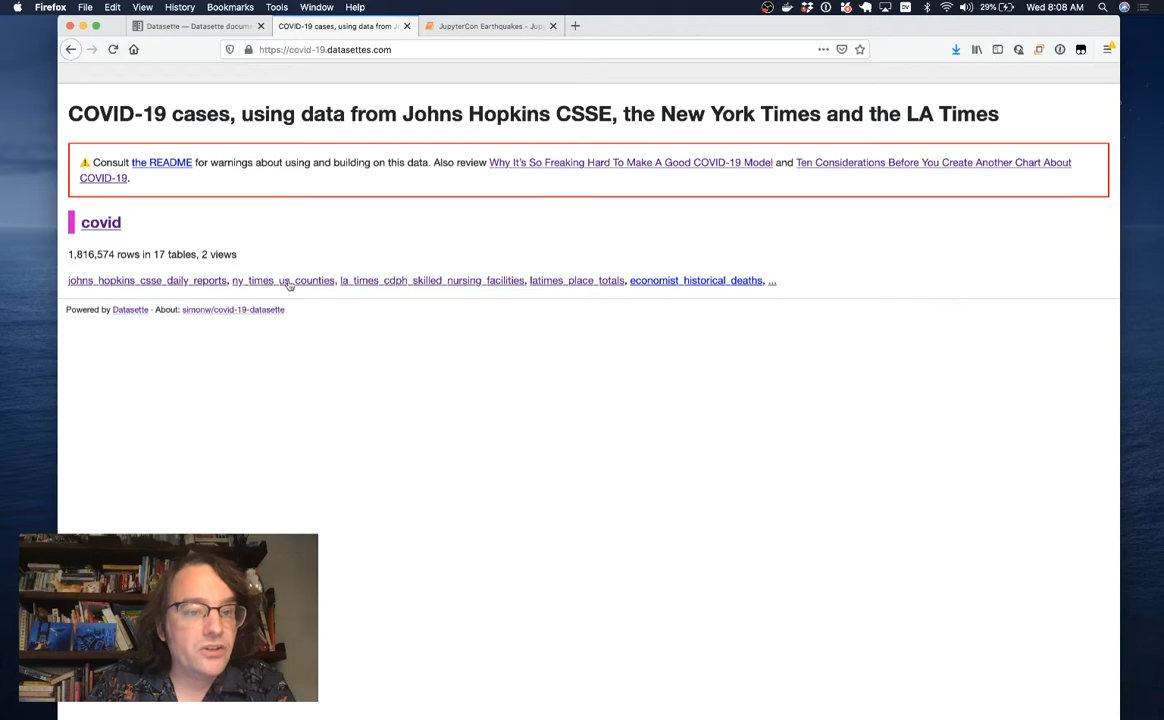 Firefox File Edit View History Bookmarks Tools Window Help 29% Wed 8:08 AM
Datasette — Datasette docume COVID-19 cases, using data from J JupyterCon Earthquakes - Jup
https://covid-19.datasettes.com
COVID-19 cases, using data from Johns Hopkins CSSE, the New York Times and the LA Times
⚠️ Consult the README for warnings about using and building on this data. Also review Why It's So Freaking Hard To Make A Good COVID-19 Model and Ten Considerations Before You Create Another Chart About
COVID-19.
covid
1,816,574 rows in 17 tables, 2 views
johns_hopkins_csse_daily_reports, ny_times_us_counties, la_times_cdph_skilled_nursing_facilities, latimes_place_totals, economist_historical_deaths, ...
Powered by Datasette · About: simonw/covid-19-datasette